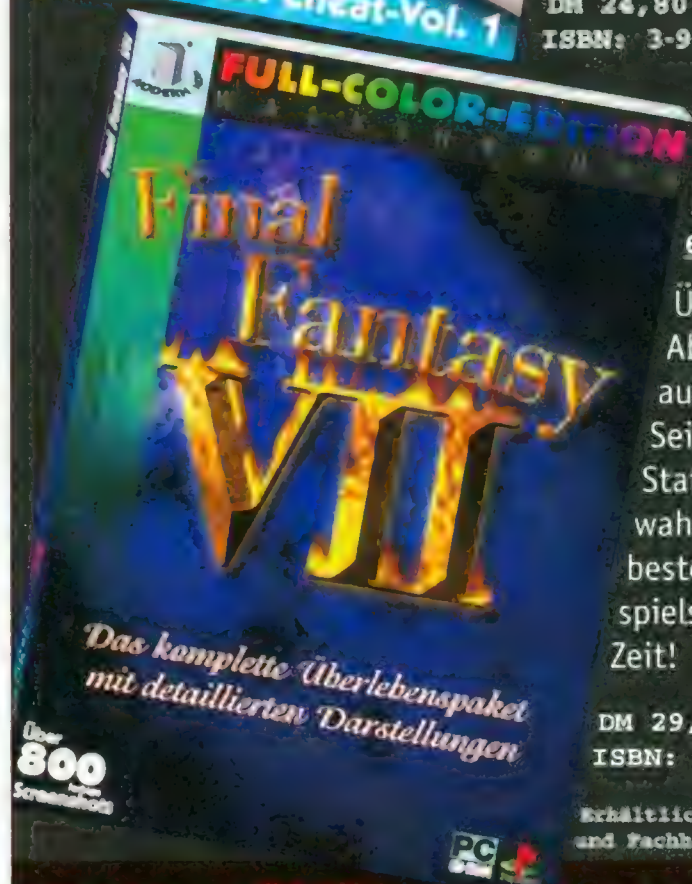 Cheat-Vol. 1
DM 24,80
ISBN: 3-9
MODERN
FULL-COLOR-EDITION
Final
Fantasy
VII
Das komplette Überlebenspaket
mit detaillierten Darstellungen
Über
800
Screenshots
PC
Ü
au
Sei
Sta
wah
beste
spiels
Zeit!
DM 29,
ISBN:
Erhältlic
und Fachh